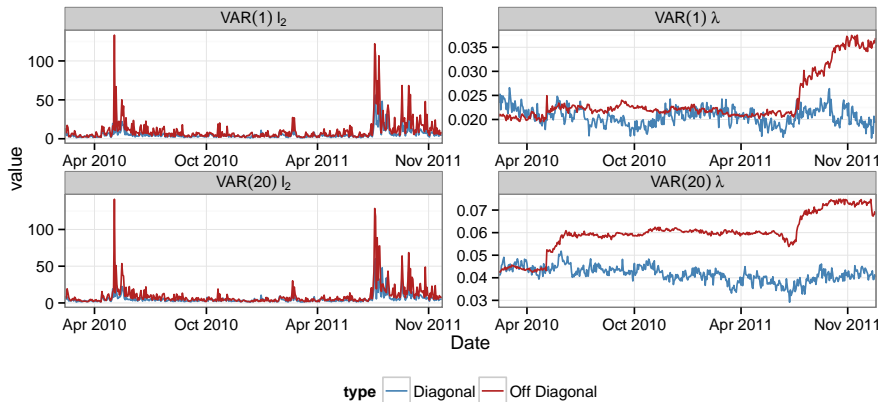 VAR(1) l₂
VAR(1) λ
value
100
50
0
Apr 2010 Oct 2010 Apr 2011 Nov 2011
0.035
0.030
0.025
0.020
Apr 2010 Oct 2010 Apr 2011 Nov 2011
VAR(20) l₂
VAR(20) λ
100
50
0
Apr 2010 Oct 2010 Apr 2011 Nov 2011
0.07
0.06
0.05
0.04
0.03
Apr 2010 Oct 2010 Apr 2011 Nov 2011
Date
type Diagonal Off Diagonal